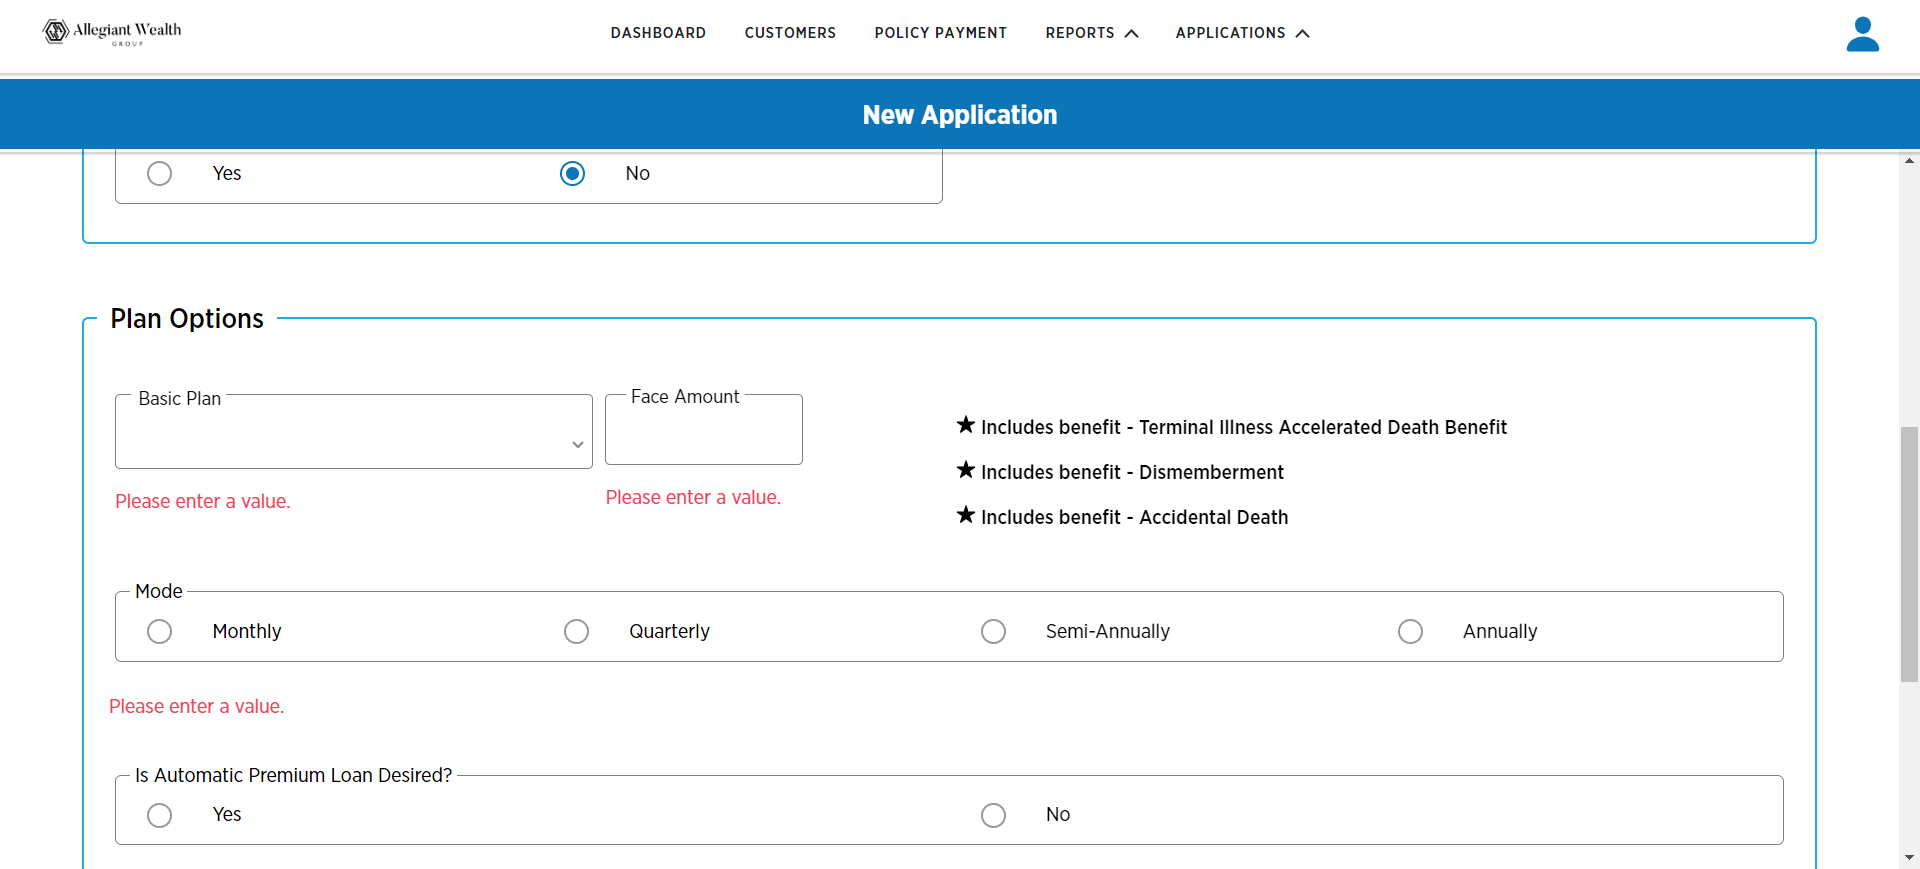 Allegiant Wealth
GROUP
DASHBOARD CUSTOMERS POLICY PAYMENT REPORTS APPLICATIONS
New Application
Yes No
Plan Options
Basic Plan Face Amount
★ Includes benefit - Terminal Illness Accelerated Death Benefit
★ Includes benefit - Dismemberment
Please enter a value. Please enter a value.
★ Includes benefit - Accidental Death
Mode
Monthly Quarterly Semi-Annually Annually
Please enter a value.
Is Automatic Premium Loan Desired?
Yes No